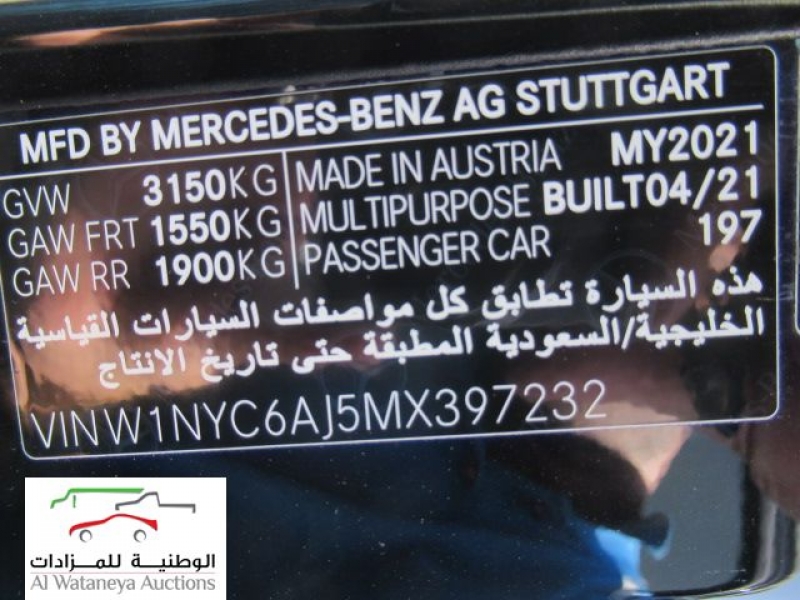 MFD BY MERCEDES-BENZ AG STUTTGART
GVW 3150KG
GAW FRT 1550KG
GAW RR 1900KG
MADE IN AUSTRIA MY2021
MULTIPURPOSE BUILT04/21
PASSENGER CAR 197
هذه السيارة تطابق كل مواصفات السيارات القياسية
الخليجية/السعودية المطبقة حتى تاريخ الانتاج
VINW1NYC6AJ5MX397232
الوطنية للمزادات
Al Wataneya Auctions